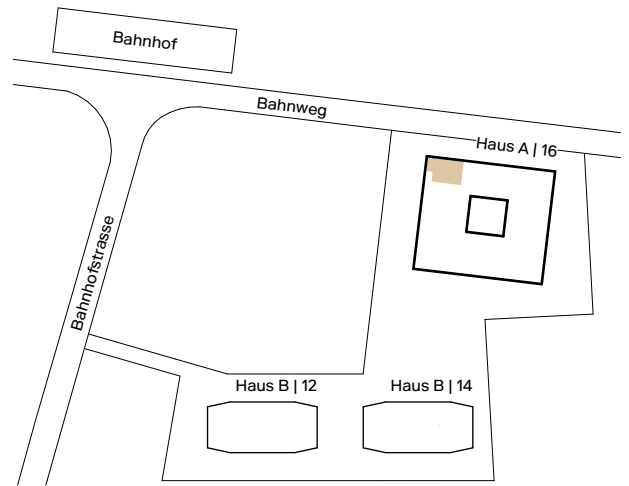 Bahnhof
Bahnweg
Haus A | 16
Bahnhofstrasse
Haus B | 12
Haus B | 14